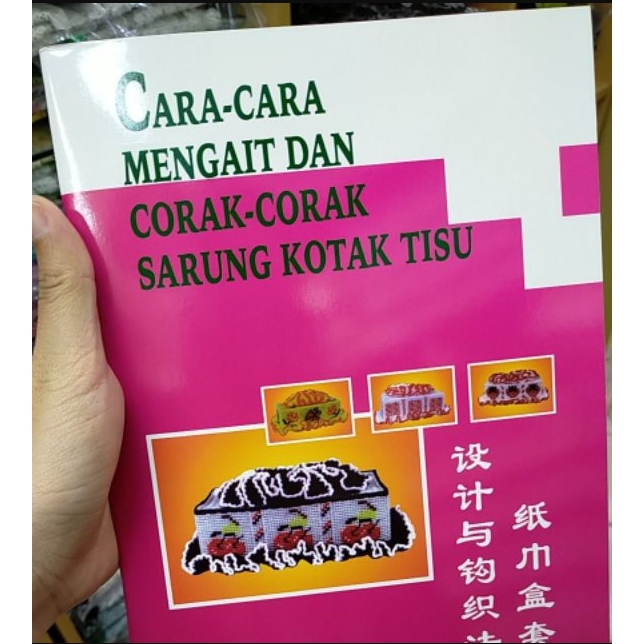 CARA-CARA
MENGAIT DAN
CORAK-CORAK
SARUNG KOTAK TISU
纸巾盒套
设计与钩织